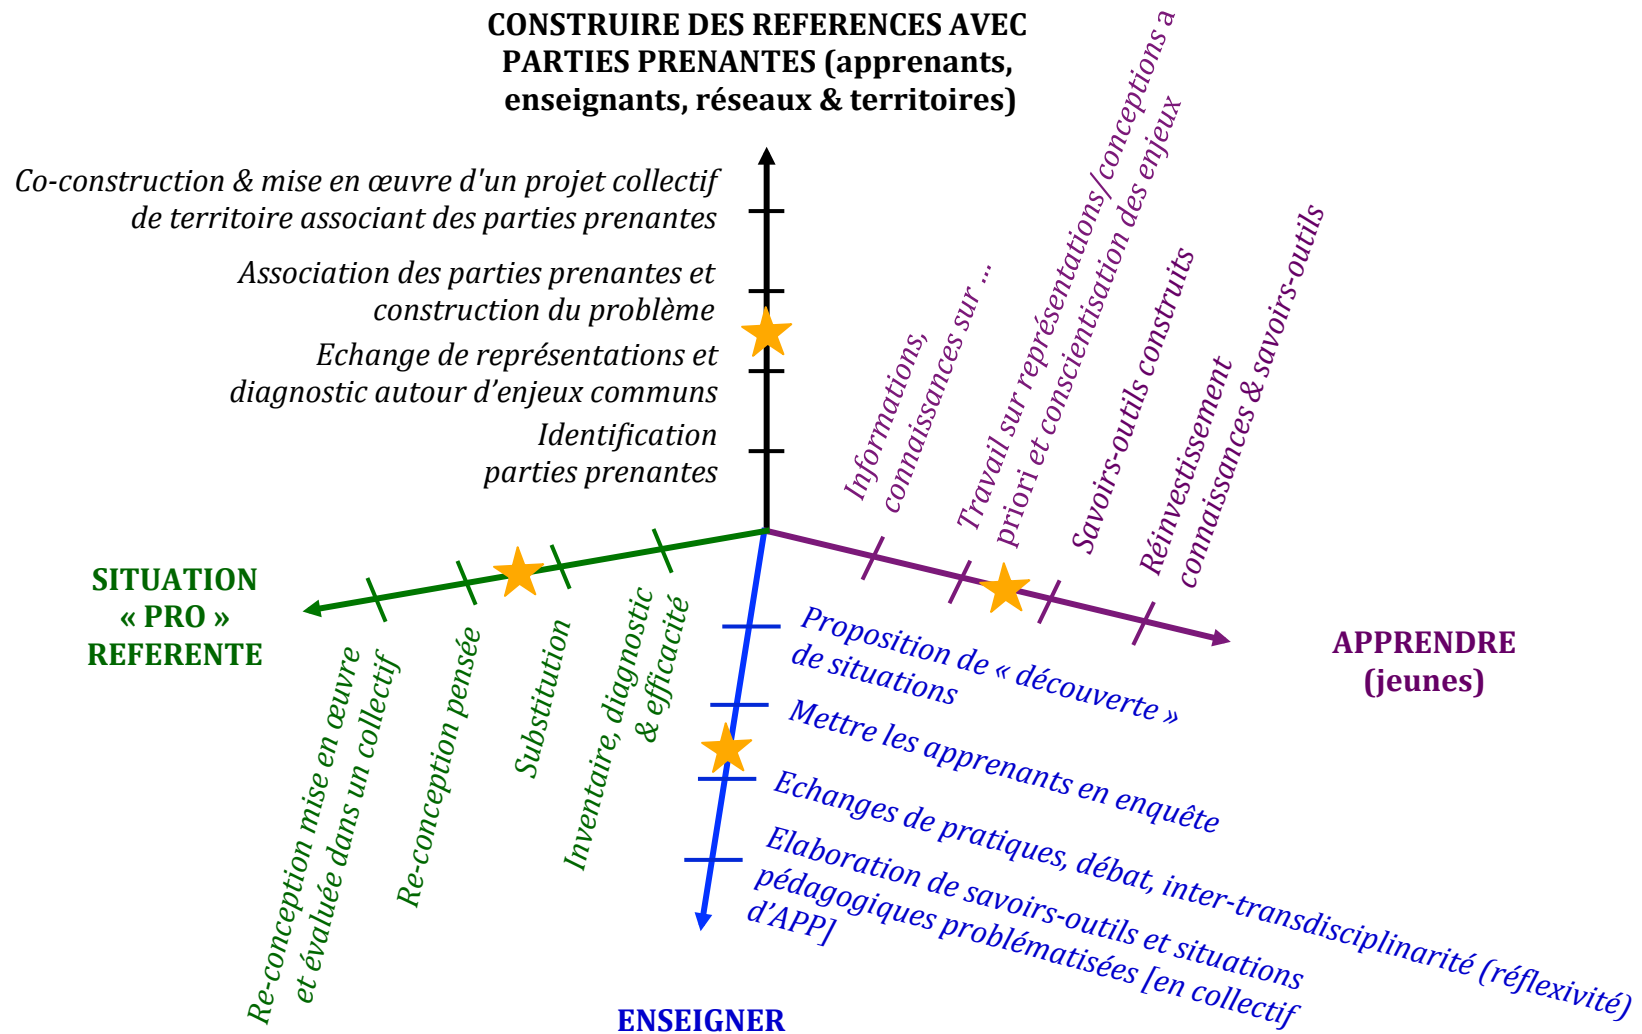 CONSTRUIRE DES REFERENCES AVEC
PARTIES PRENANTES (apprenants,
enseignants, réseaux & territoires)
Co-construction & mise en œuvre d'un projet collectif
de territoire associant des parties prenantes
Association des parties prenantes et
construction du problème
Echange de représentations et
diagnostic autour d’enjeux communs
Identification
parties prenantes
Informations,
connaissances sur ...
Travail sur représentations/conceptions a
priori et conscientisation des enjeux
Savoirs-outils construits
Réinvestissement
connaissances & savoirs-outils
APPRENDRE
(jeunes)
SITUATION
« PRO »
REFERENTE
Re-conception mise en œuvre
et évaluée dans un collectif
Re-conception pensée
Substitution
Inventaire, diagnostic
& efficacité
Proposition de « découverte »
de situations
Mettre les apprenants en enquête
Echanges de pratiques, débat, inter-transdisciplinarité (réflexivité)
Elaboration de savoirs-outils et situations
pédagogiques problématisées [en collectif
d’APP]
ENSEIGNER